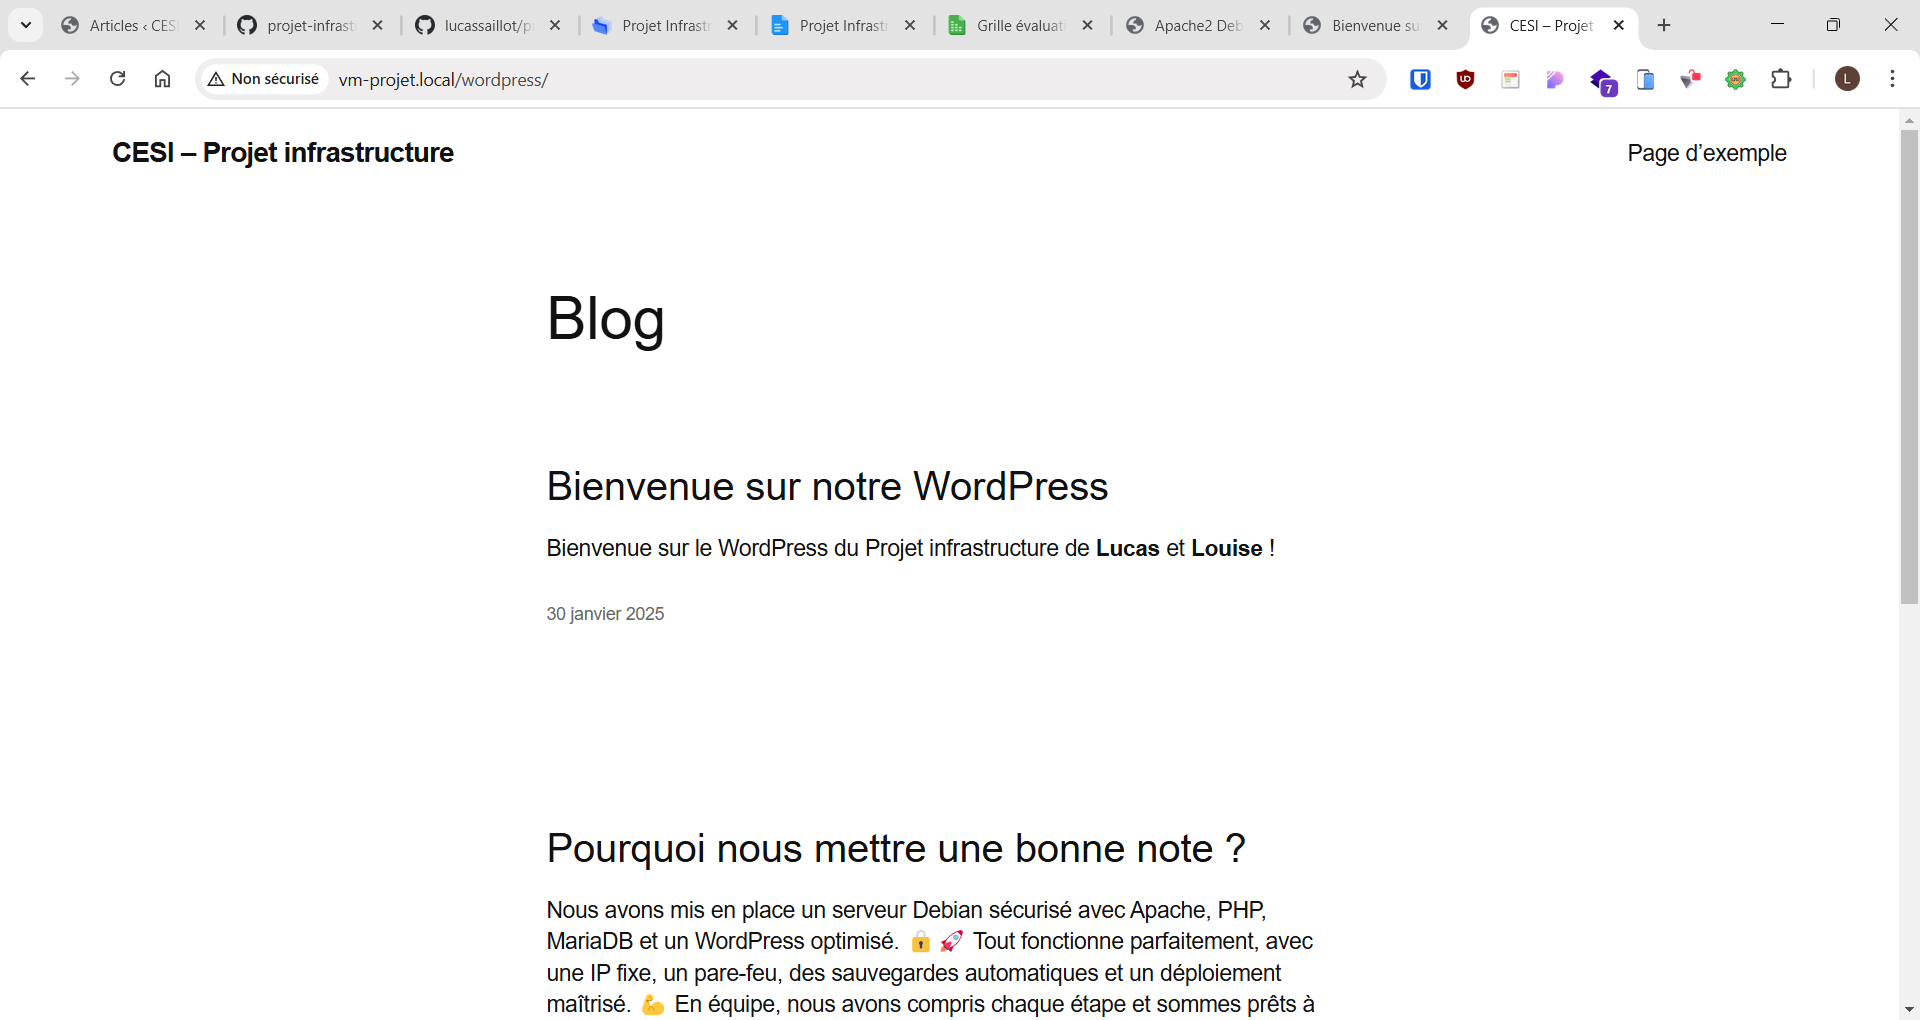 Articles ‹ CES
projet-infrast
lucassaillot/p
Projet Infrast
Projet Infrast
Grille évaluat
Apache2 Deb
Bienvenue su
CESI – Projet
Non sécurisé
vm-projet.local/wordpress/
7
L
CESI – Projet infrastructure
Page d’exemple
Blog
Bienvenue sur notre WordPress
Bienvenue sur le WordPress du Projet infrastructure de Lucas et Louise !
30 janvier 2025
Pourquoi nous mettre une bonne note ?
Nous avons mis en place un serveur Debian sécurisé avec Apache, PHP,
MariaDB et un WordPress optimisé. 🔒 🚀 Tout fonctionne parfaitement, avec
une IP fixe, un pare-feu, des sauvegardes automatiques et un déploiement
maîtrisé. 💪 En équipe, nous avons compris chaque étape et sommes prêts à